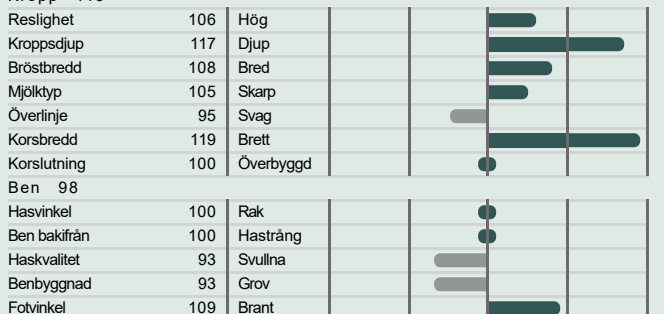 Reslighet 106 Hög
Kroppsdjup 117 Djup
Bröstbredd 108 Bred
Mjölktyp 105 Skarp
Överlinje 95 Svag
Korsbredd 119 Brett
Korslutning 100 Överbyggd
Ben 98
Hasvinkel 100 Rak
Ben bakifrån 100 Hastrång
Haskvalitet 93 Svullna
Benbyggnad 93 Grov
Fotvinkel 109 Brant